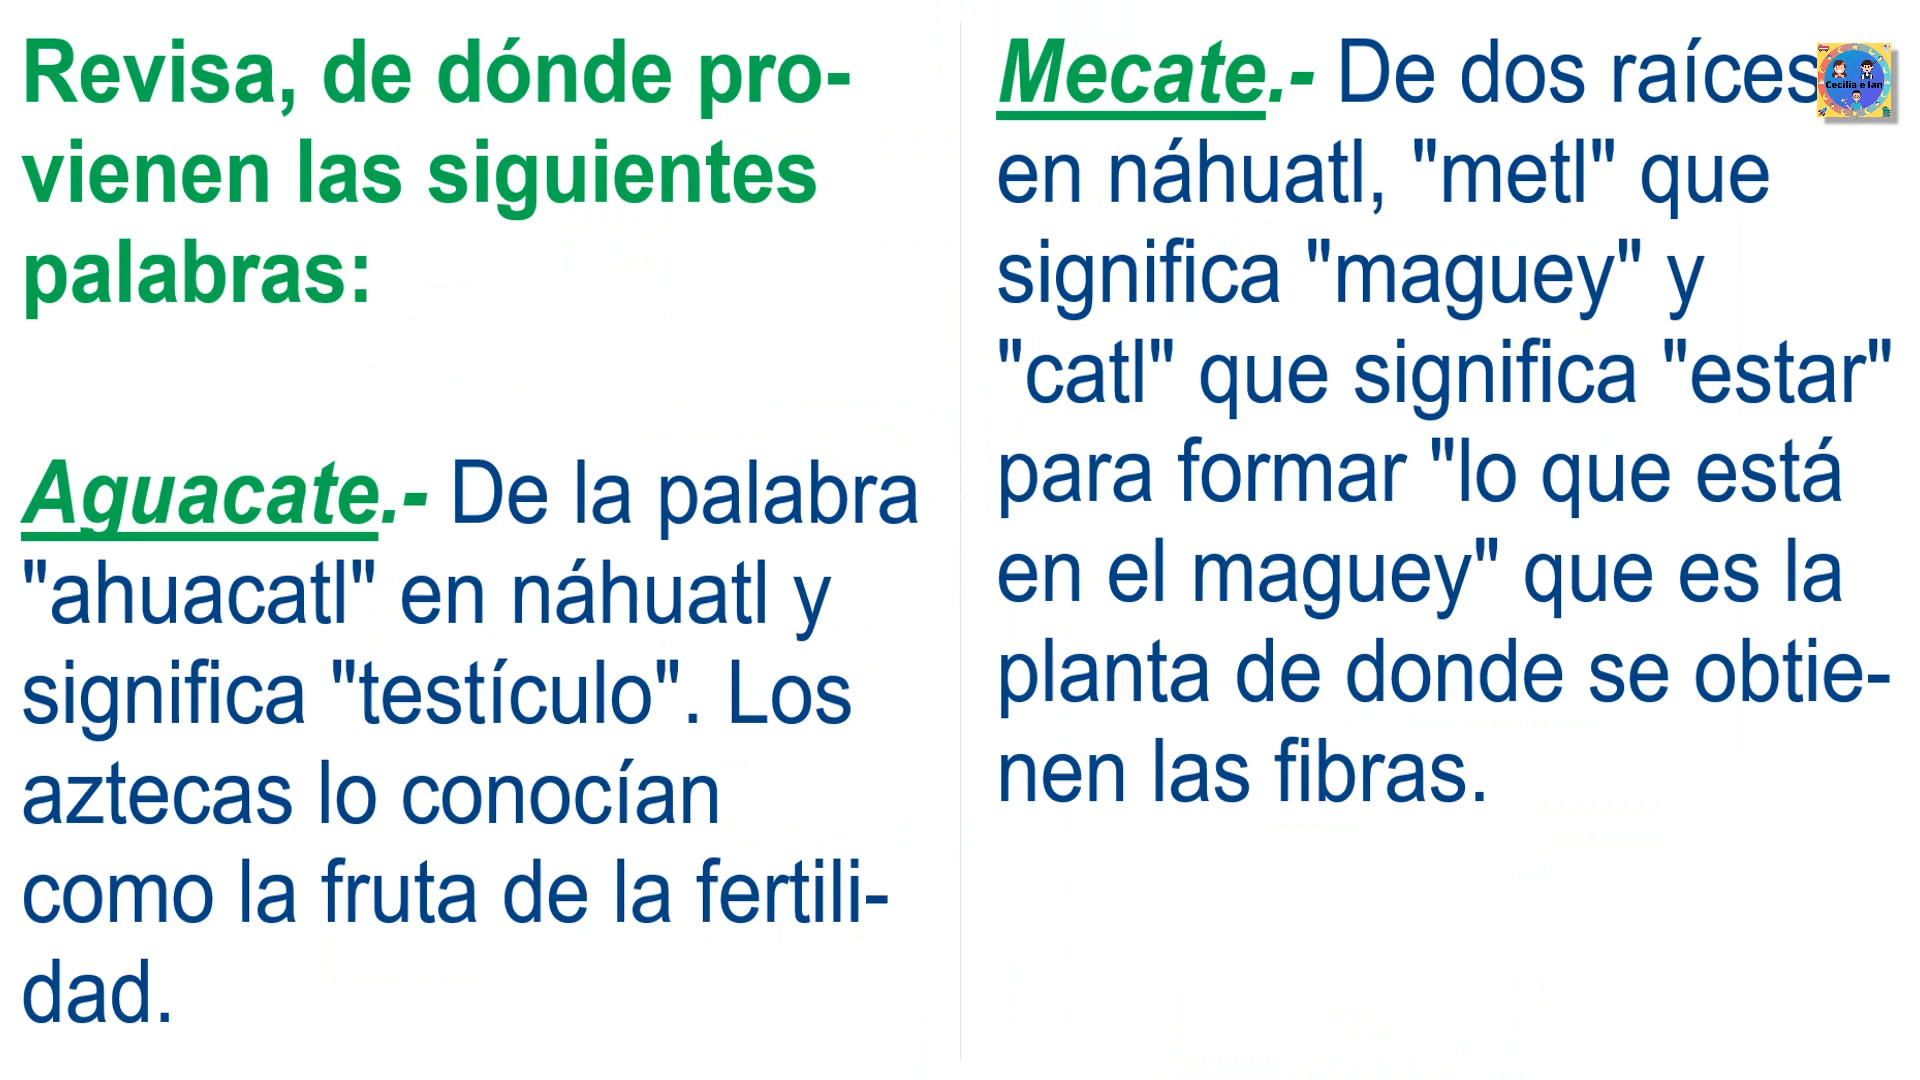 Revisa, de dónde pro-
vienen las siguientes
palabras:
Aguacate.- De la palabra
"ahuacatl" en náhuatl y
significa "testículo". Los
aztecas lo conocían
como la fruta de la fertili-
dad.
Mecate.- De dos raíces
en náhuatl, "metl" que
significa "maguey" y
"catl" que significa "estar"
para formar "lo que está
en el maguey" que es la
planta de donde se obtie-
nen las fibras.
Cecilia e Ian